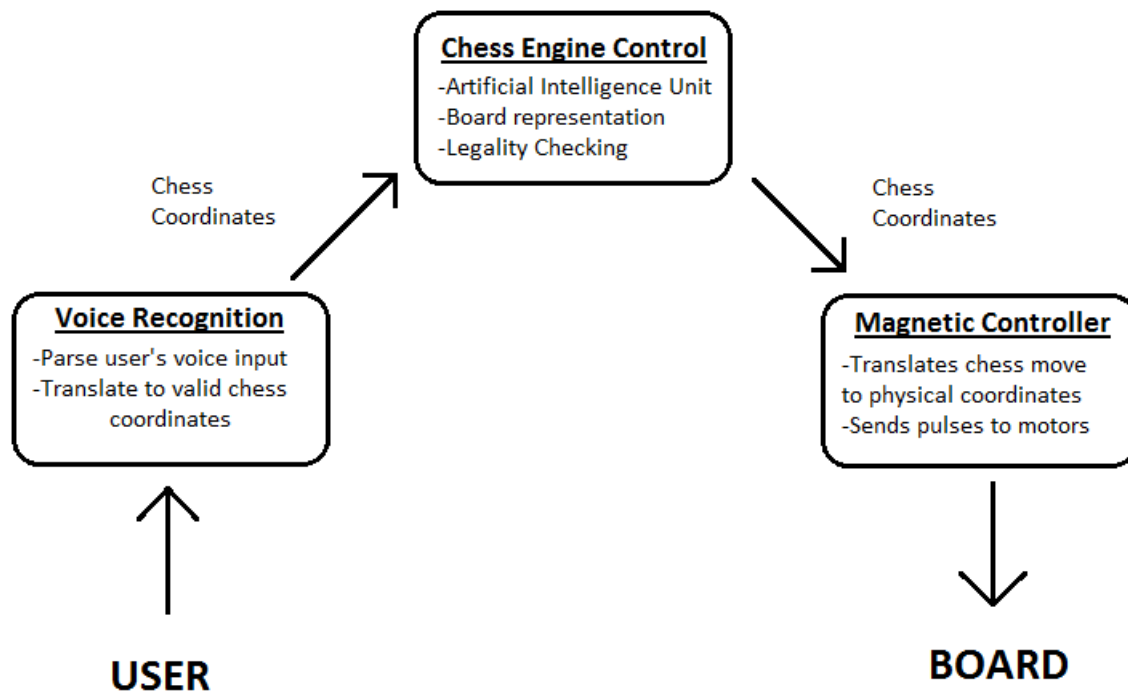 Chess Engine Control
-Artificial Intelligence Unit
-Board representation
-Legality Checking
Chess
Coordinates
Chess
Coordinates
Voice Recognition
-Parse user's voice input
-Translate to valid chess
coordinates
Magnetic Controller
-Translates chess move
to physical coordinates
-Sends pulses to motors
USER
BOARD